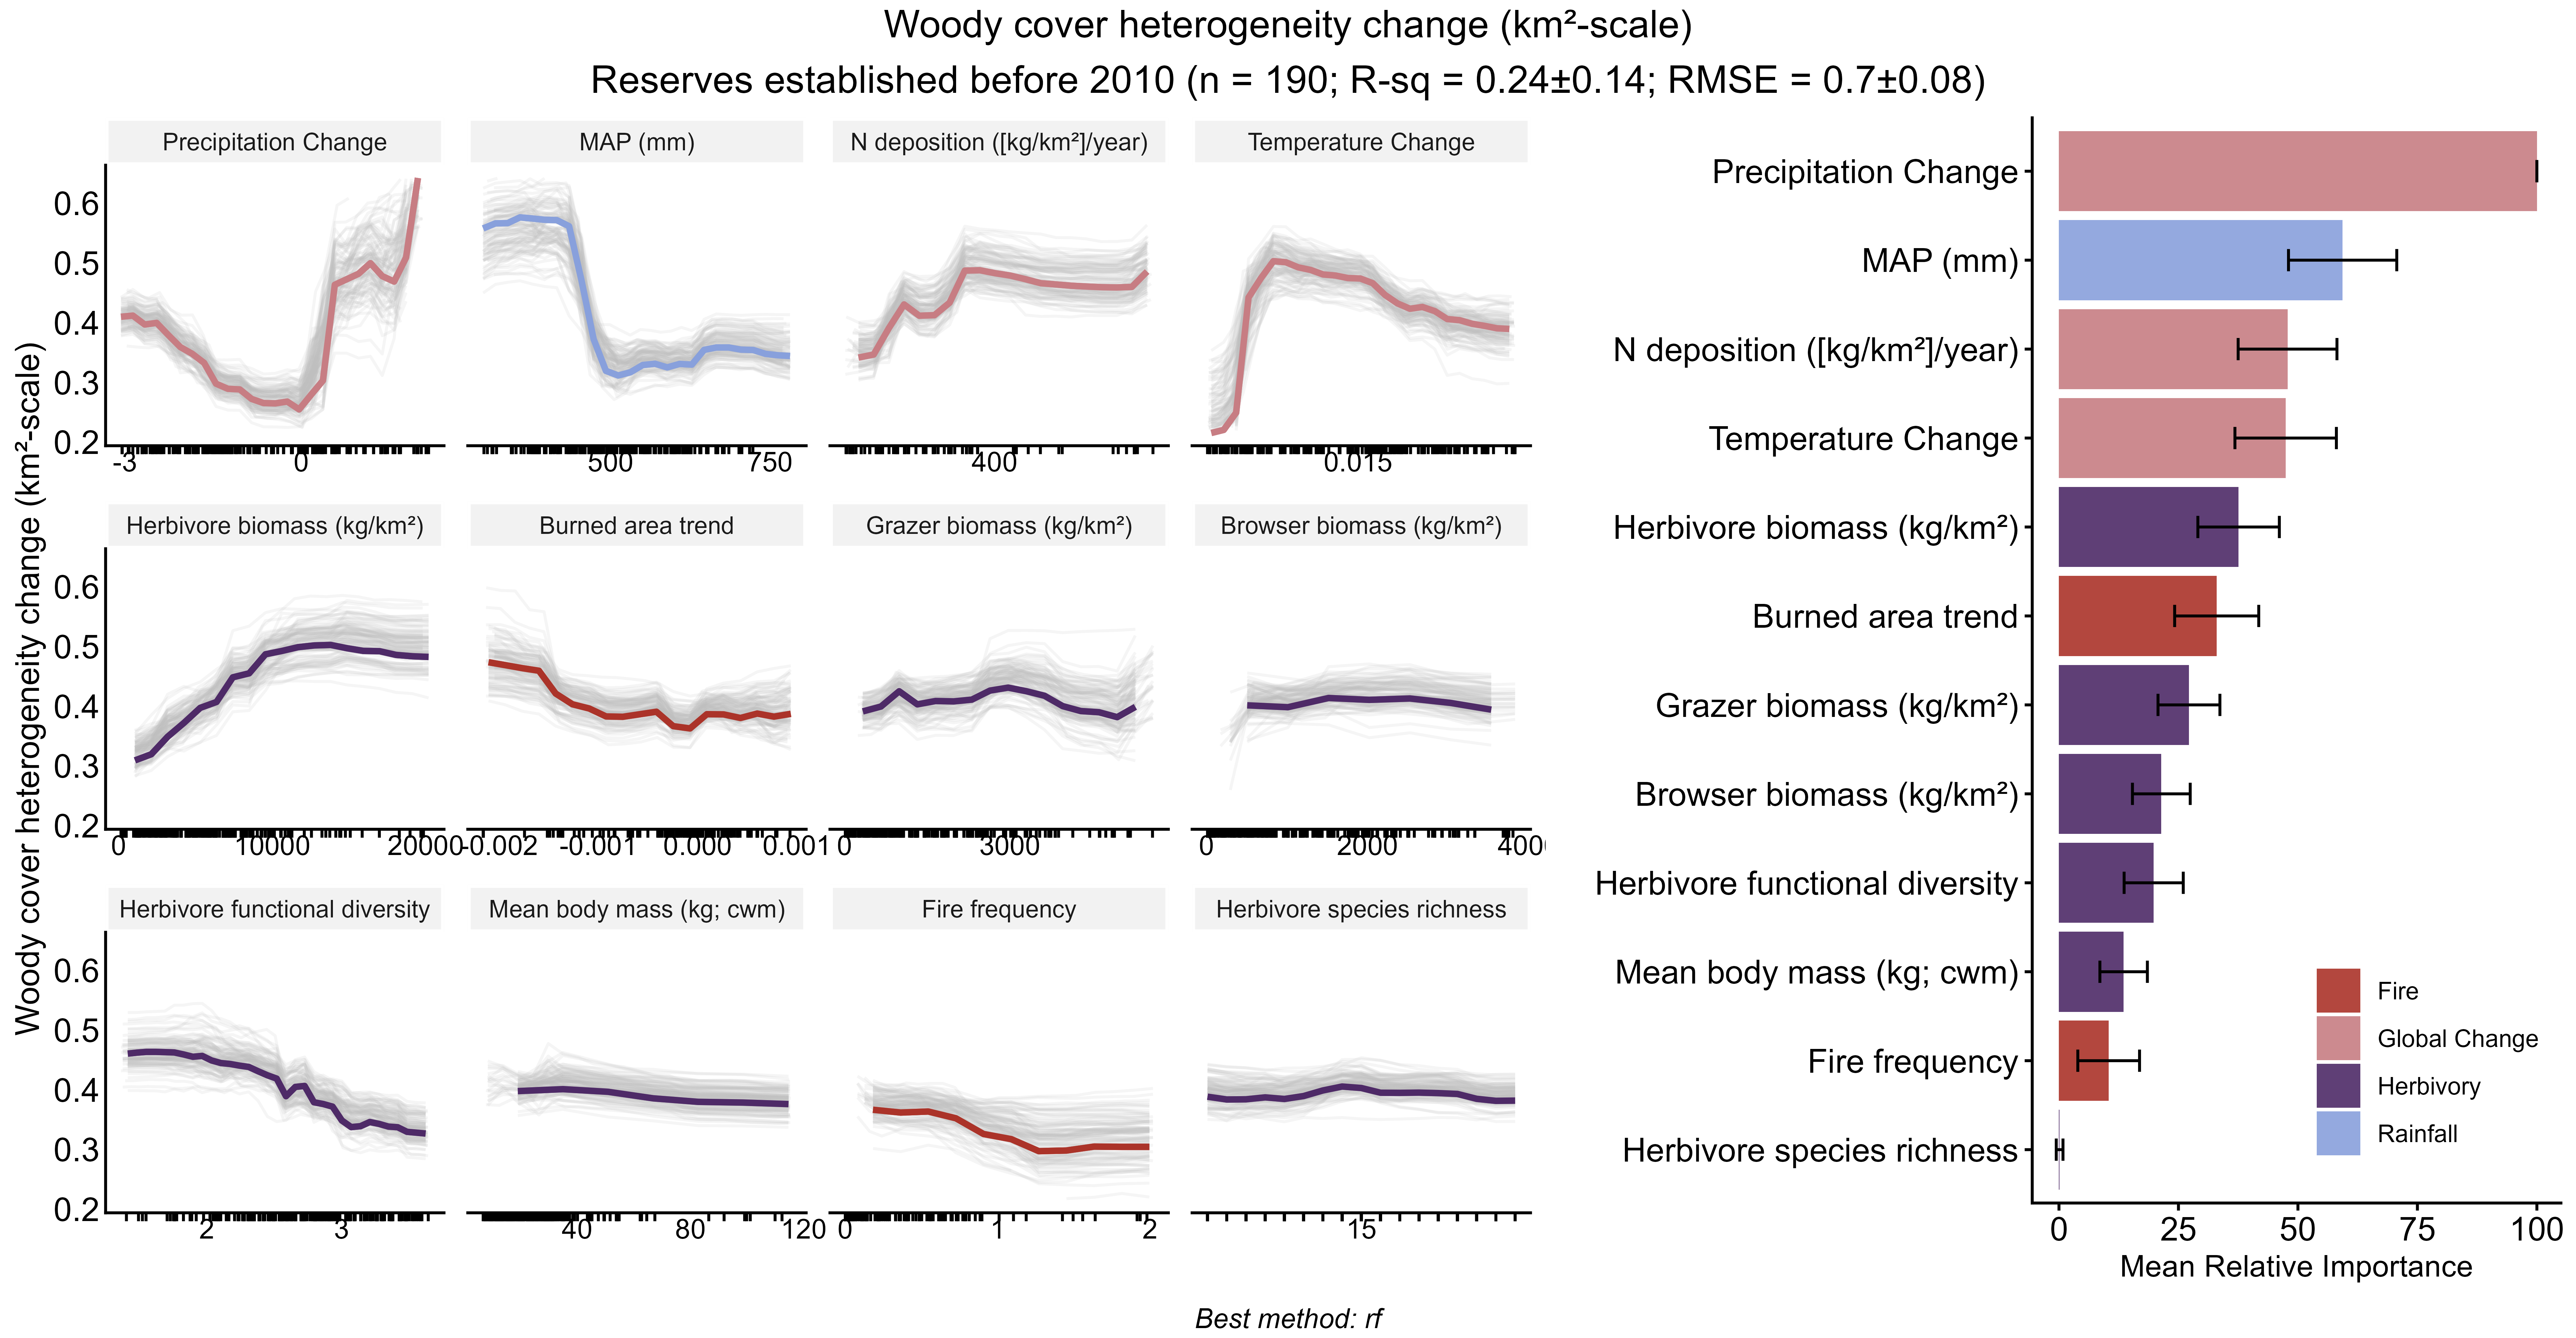 Woody cover heterogeneity change (km²-scale)
Reserves established before 2010 (n = 190; R-sq = 0.24±0.14; RMSE = 0.7±0.08)
Woody cover heterogeneity change (km²-scale)
Precipitation Change
MAP (mm)
N deposition ([kg/km²]/year)
Temperature Change
0.6
0.5
0.4
0.3
0.2
-3 0
500 750
400
0.015
Herbivore biomass (kg/km²)
Burned area trend
Grazer biomass (kg/km²)
Browser biomass (kg/km²)
0.6
0.5
0.4
0.3
0.2
0 10000 20000
-0.002 -0.001 0.000 0.001
0 3000
0 2000 4000
Herbivore functional diversity
Mean body mass (kg; cwm)
Fire frequency
Herbivore species richness
0.6
0.5
0.4
0.3
0.2
2 3
40 80 120
0 1 2
15
Best method: rf
Precipitation Change
MAP (mm)
N deposition ([kg/km²]/year)
Temperature Change
Herbivore biomass (kg/km²)
Burned area trend
Grazer biomass (kg/km²)
Browser biomass (kg/km²)
Herbivore functional diversity
Mean body mass (kg; cwm)
Fire frequency
Herbivore species richness
0 25 50 75 100
Mean Relative Importance
Fire
Global Change
Herbivory
Rainfall